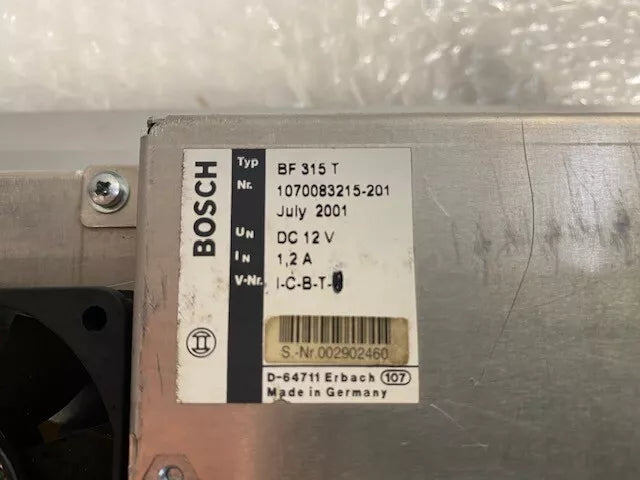 BOSCH
Typ BF 315 T
Nr. 1070083215-201
July 2001
UN DC 12 V
IN 1,2 A
V-Nr. I-C-B-T-
S.-Nr.002902460
D-64711 Erbach 107
Made in Germany